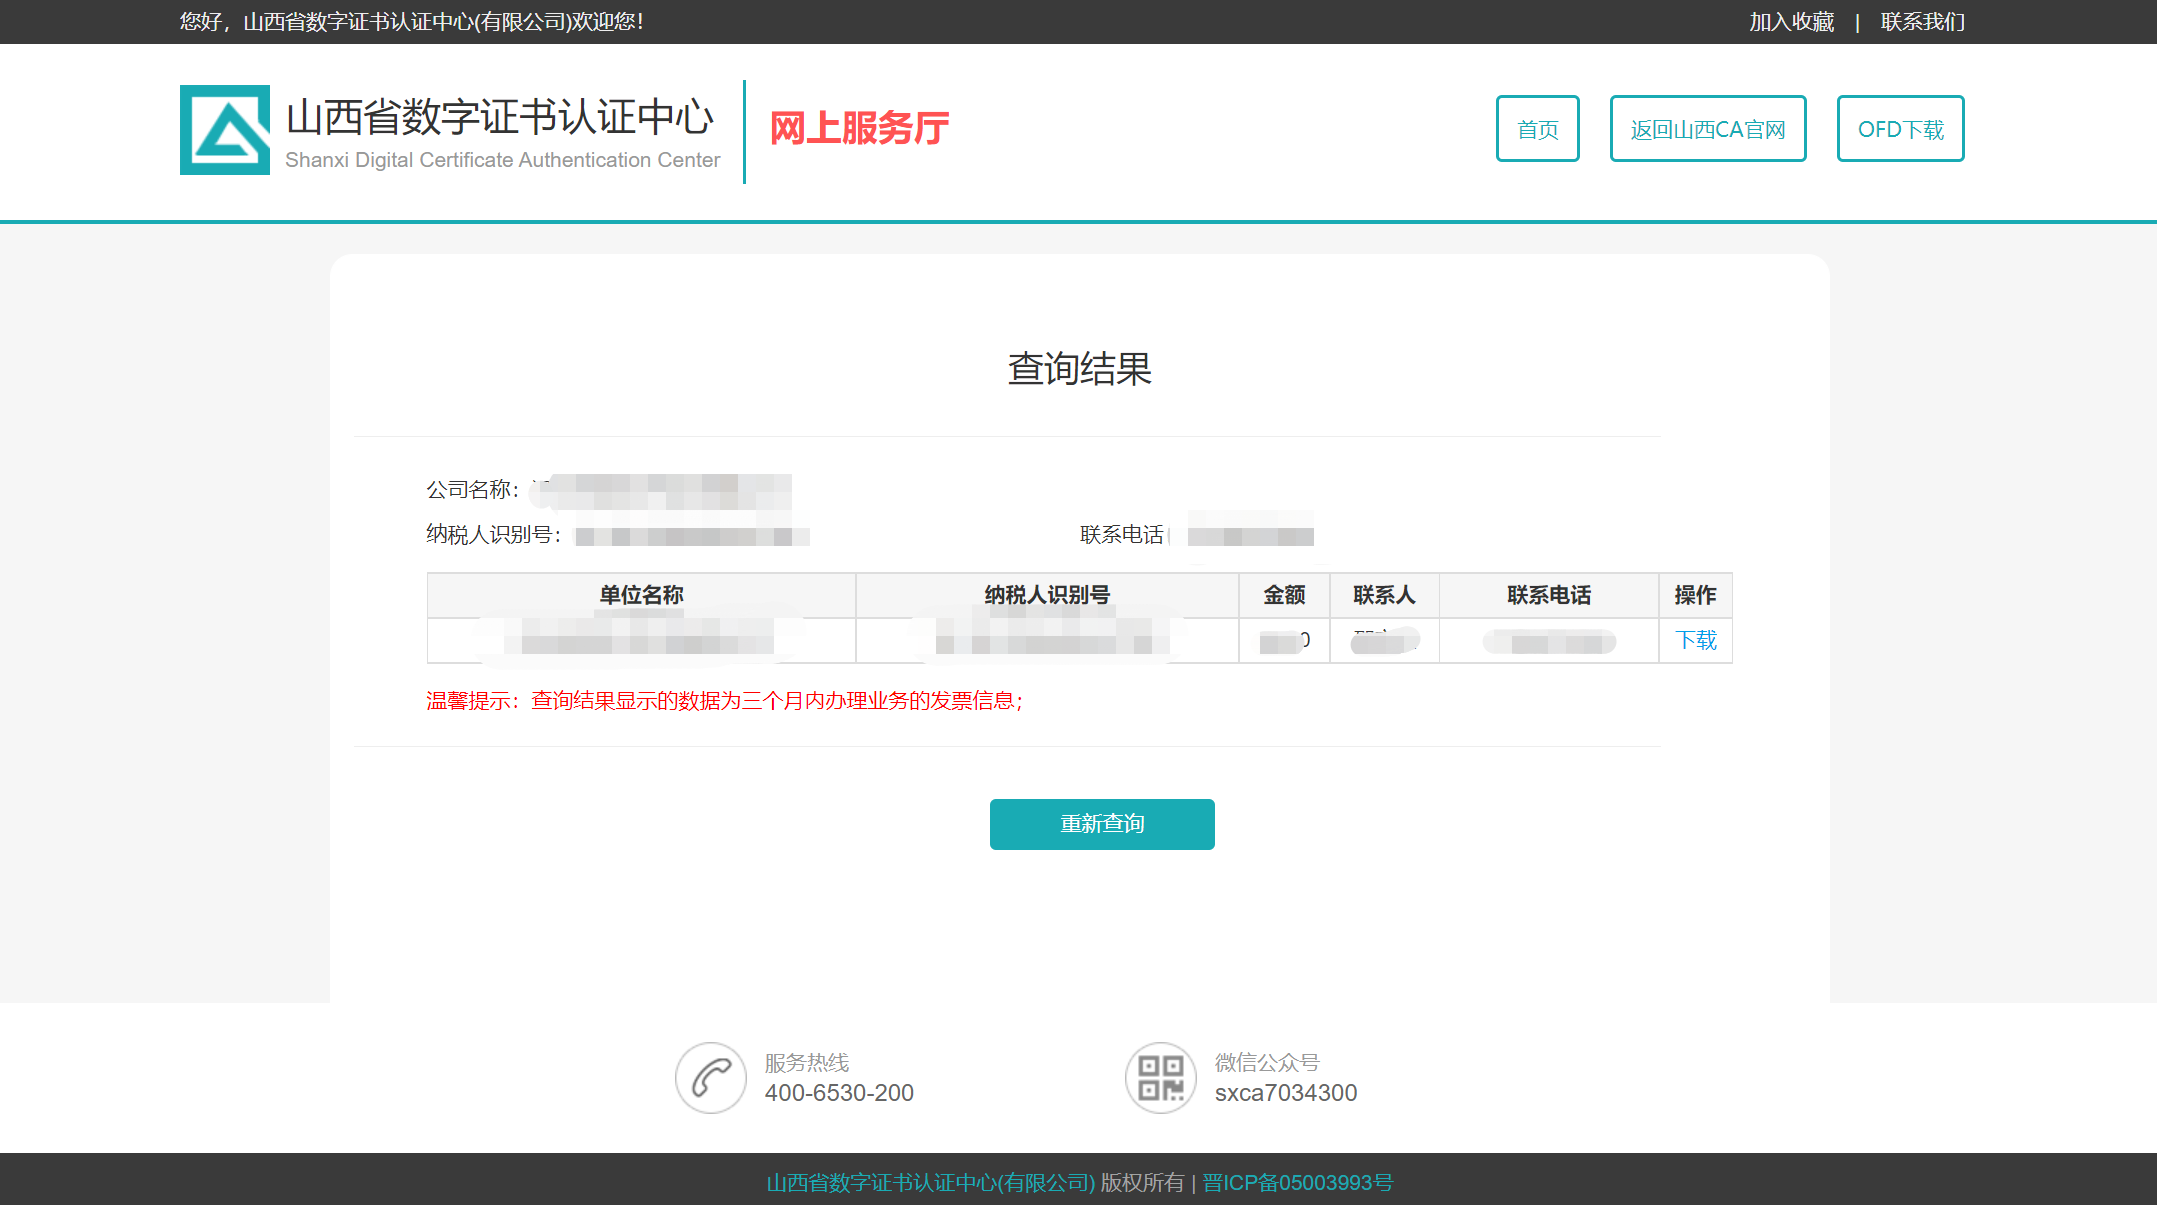 您好，山西省数字证书认证中心(有限公司)欢迎您！
加入收藏 | 联系我们
山西省数字证书认证中心
Shanxi Digital Certificate Authentication Center
网上服务厅
首页 返回山西CA官网 OFD下载
查询结果
公司名称：
纳税人识别号： 联系电话
单位名称 纳税人识别号 金额 联系人 联系电话 操作
0 下载
温馨提示：查询结果显示的数据为三个月内办理业务的发票信息；
重新查询
服务热线
400-6530-200
微信公众号
sxca7034300
山西省数字证书认证中心(有限公司) 版权所有 | 晋ICP备05003993号